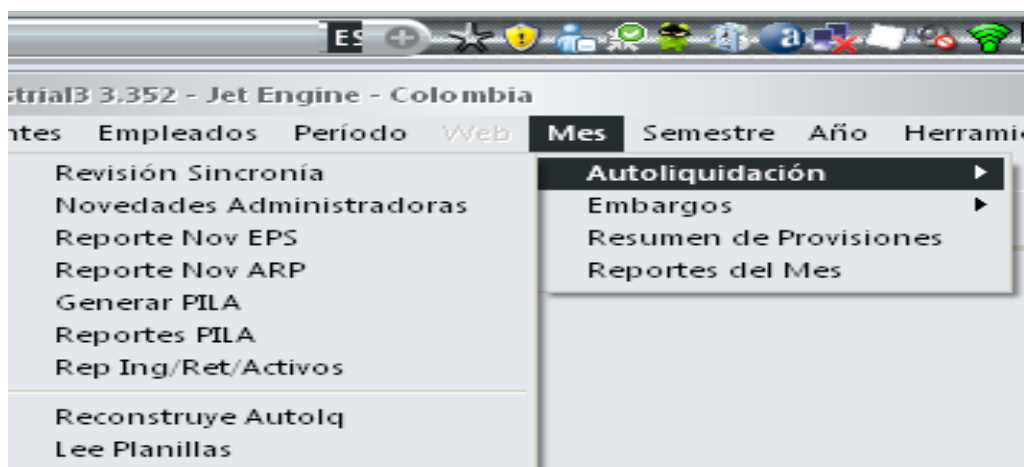 ES
strial3 3.352 - Jet Engine - Colombia
ntes Empleados Período Web Mes Semestre Año Herrami
Revisión Sincronía
Novedades Administradoras
Reporte Nov EPS
Reporte Nov ARP
Generar PILA
Reportes PILA
Rep Ing/Ret/Activos
Reconstruye Autolq
Lee Planillas
Autoliquidación
Embargos
Resumen de Provisiones
Reportes del Mes